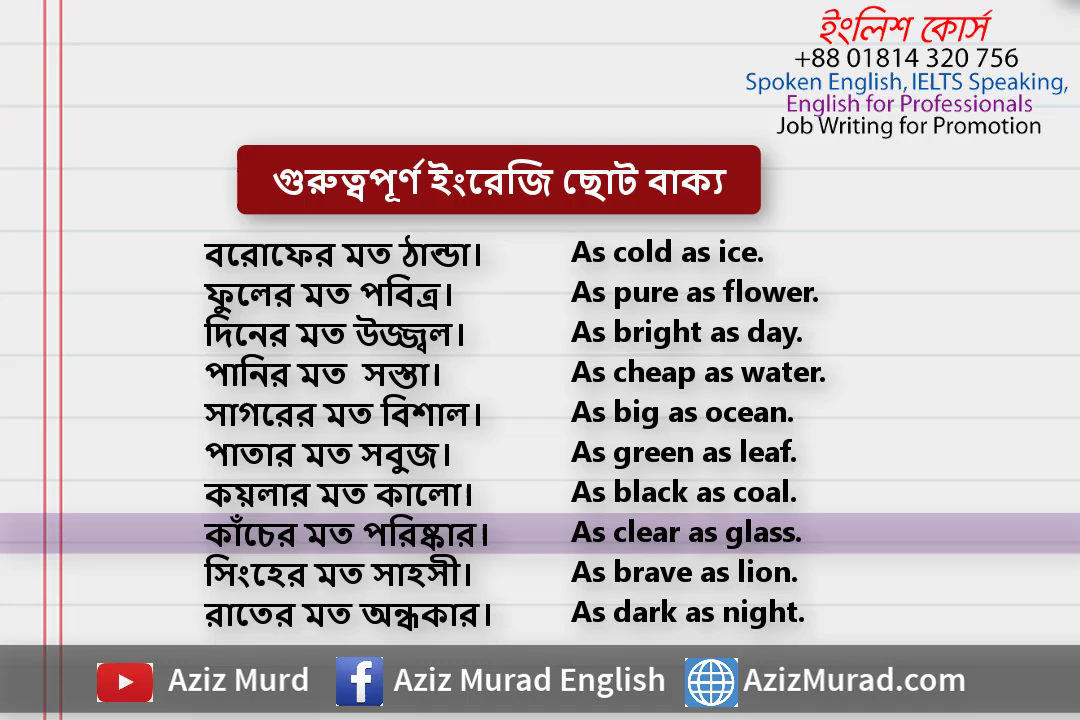 ইংলিশ কোর্স
+88 01814 320 756
Spoken English, IELTS Speaking,
English for Professionals
Job Writing for Promotion
গুরুত্বপূর্ণ ইংরেজি ছোট বাক্য
বরোফের মত ঠান্ডা। As cold as ice.
ফুলের মত পবিত্র। As pure as flower.
দিনের মত উজ্জ্বল। As bright as day.
পানির মত সস্তা। As cheap as water.
সাগরের মত বিশাল। As big as ocean.
পাতার মত সবুজ। As green as leaf.
কয়লার মত কালো। As black as coal.
কাঁচের মত পরিষ্কার। As clear as glass.
সিংহের মত সাহসী। As brave as lion.
রাতের মত অন্ধকার। As dark as night.
Aziz Murd Aziz Murad English AzizMurad.com